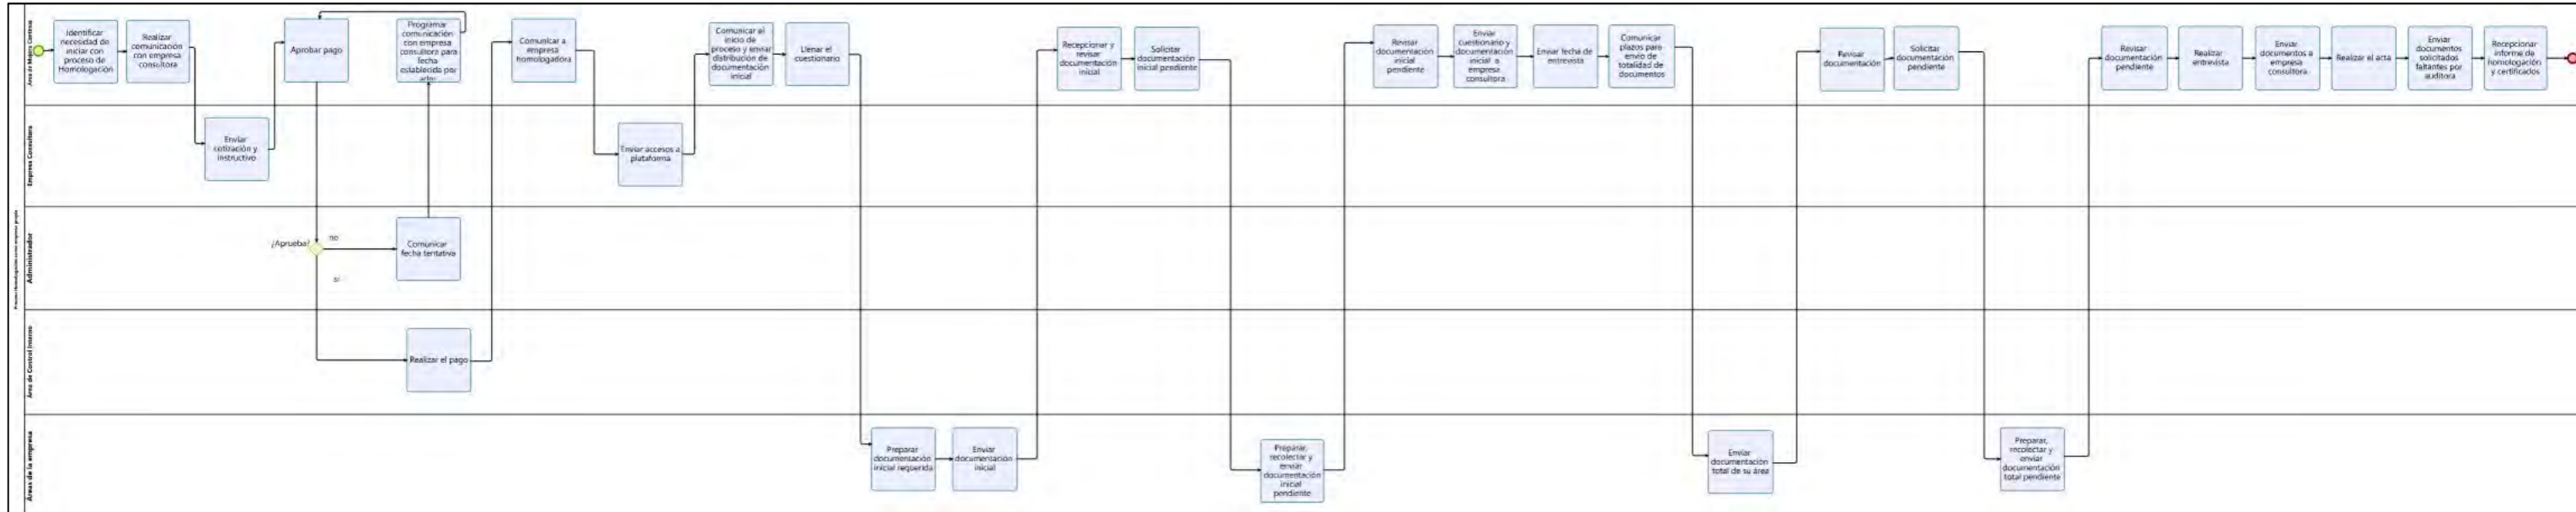 Área de Mejora Continua
Identificar
necesidad de
iniciar con
proceso de
Homologación
Realizar
comunicación
con empresa
consultora
Aprobar pago
Programar
comunicación
con empresa
consultora para
fecha
establecida por
Comunicar a
empresa
homologadora
Comunicar el
inicio de
proceso y enviar
distribución de
documentación
inicial
Llenar el
cuestionario
Recepcionar y
revisar
documentación
inicial
Solicitar
documentación
inicial pendiente
Revisar
documentación
inicial
pendiente
Enviar
cuestionario y
documentación
inicial a
empresa
consultora
Enviar fecha de
entrevista
Comunicar
plazos para
envío de
totalidad de
documentos
Revisar
documentación
Solicitar
documentación
pendiente
Revisar
documentación
pendiente
Realizar
entrevista
Enviar
documentos a
empresa
consultora
Realizar el acta
Enviar
documentos
solicitados
faltantes por
auditora
Recepcionar
informe de
homologación
y certificados
Empresa Consultora
Enviar
cotización y
instructivo
Enviar accesos a
plataforma
Administrador
¿Aprueba?
no
si
Comunicar
fecha tentativa
Área de Control Interno
Realizar el pago
Áreas de la empresa
Preparar
documentación
inicial requerida
Enviar
documentación
inicial
Preparar,
recolectar y
enviar
documentación
inicial
pendiente
Enviar
documentación
total de su área
Preparar,
recolectar y
enviar
documentación
total pendiente